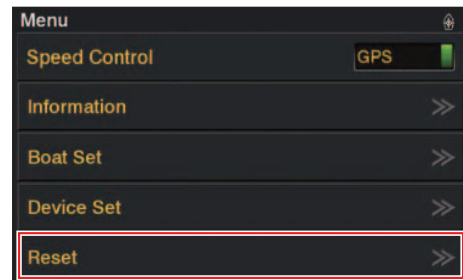 Menu
Speed Control GPS
Information
Boat Set
Device Set
Reset